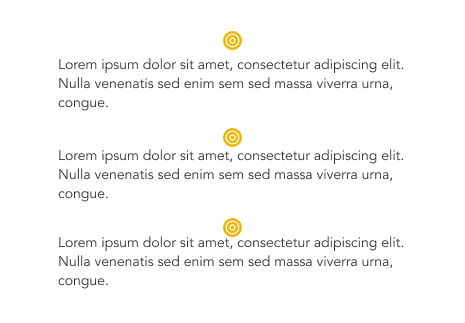 Lorem ipsum dolor sit amet, consectetur adipiscing elit.
Nulla venenatis sed enim sem sed massa viverra urna,
congue.
Lorem ipsum dolor sit amet, consectetur adipiscing elit.
Nulla venenatis sed enim sem sed massa viverra urna,
congue.
Lorem ipsum dolor sit amet, consectetur adipiscing elit.
Nulla venenatis sed enim sem sed massa viverra urna,
congue.